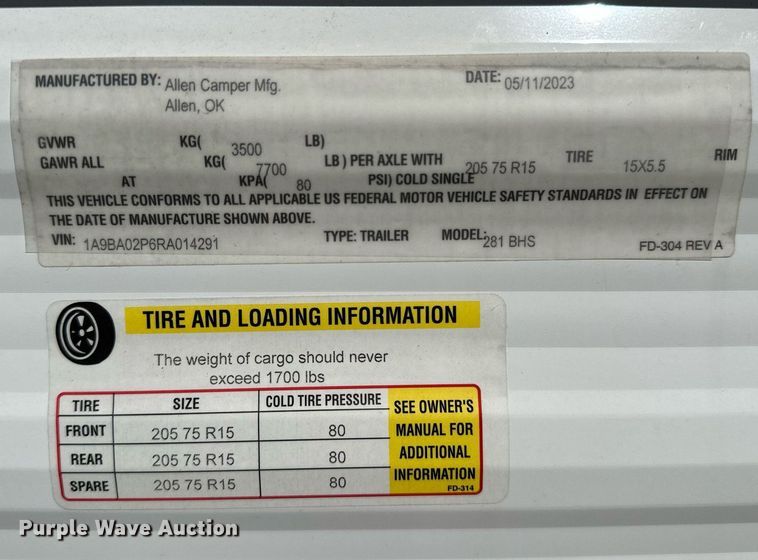 MANUFACTURED BY: Allen Camper Mfg. DATE: 05/11/2023
Allen, OK
GVWR KG( 3500 LB)
GAWR ALL KG( 7700 LB ) PER AXLE WITH 205 75 R15 TIRE 15X5.5 RIM
AT KPA( 80 PSI) COLD SINGLE
THIS VEHICLE CONFORMS TO ALL APPLICABLE US FEDERAL MOTOR VEHICLE SAFETY STANDARDS IN EFFECT ON
THE DATE OF MANUFACTURE SHOWN ABOVE.
VIN: 1A9BA02P6RA014291 TYPE: TRAILER MODEL: 281 BHS FD-304 REV A
TIRE AND LOADING INFORMATION
The weight of cargo should never
exceed 1700 lbs
TIRE SIZE COLD TIRE PRESSURE SEE OWNER'S
FRONT 205 75 R15 80 MANUAL FOR
REAR 205 75 R15 80 ADDITIONAL
SPARE 205 75 R15 80 INFORMATION
FD-314
Purple Wave Auction